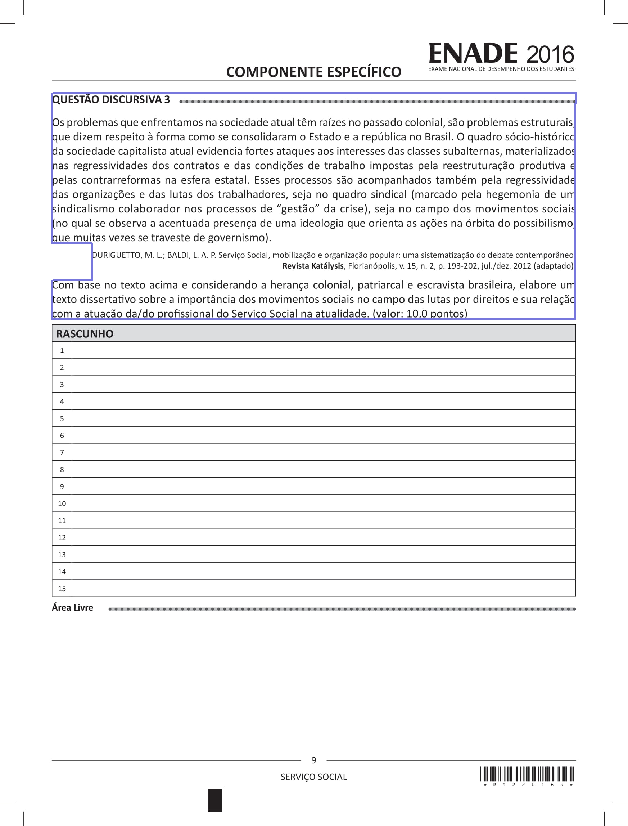 ENADE 2016
EXAME NACIONAL DE DESEMPENHO DOS ESTUDANTES
COMPONENTE ESPECÍFICO
QUESTÃO DISCURSIVA 3
Os problemas que enfrentamos na sociedade atual têm raízes no passado colonial, são problemas estruturais
que dizem respeito à forma como se consolidaram o Estado e a república no Brasil. O quadro sócio-histórico
da sociedade capitalista atual evidencia fortes ataques aos interesses das classes subalternas, materializados
nas regressividades dos contratos e das condições de trabalho impostas pela reestruturação produtiva e
pelas contrarreformas na esfera estatal. Esses processos são acompanhados também pela regressividade
das organizações e das lutas dos trabalhadores, seja no quadro sindical (marcado pela hegemonia de um
sindicalismo colaborador nos processos de “gestão” da crise), seja no campo dos movimentos sociais
(no qual se observa a acentuada presença de uma ideologia que orienta as ações na órbita do possibilismo,
que muitas vezes se traveste de governismo).
DURIGUETTO, M. L.; BALDI, L. A. P. Serviço Social, mobilização e organização popular: uma sistematização do debate contemporâneo.
Revista Katálysis, Florianópolis, v. 15, n. 2, p. 193-202, jul./dez. 2012 (adaptado).
Com base no texto acima e considerando a herança colonial, patriarcal e escravista brasileira, elabore um
texto dissertativo sobre a importância dos movimentos sociais no campo das lutas por direitos e sua relação
com a atuação da/do profissional do Serviço Social na atualidade. (valor: 10,0 pontos)
RASCUNHO
1
2
3
4
5
6
7
8
9
10
11
12
13
14
15
Área Livre
9
SERVIÇO SOCIAL